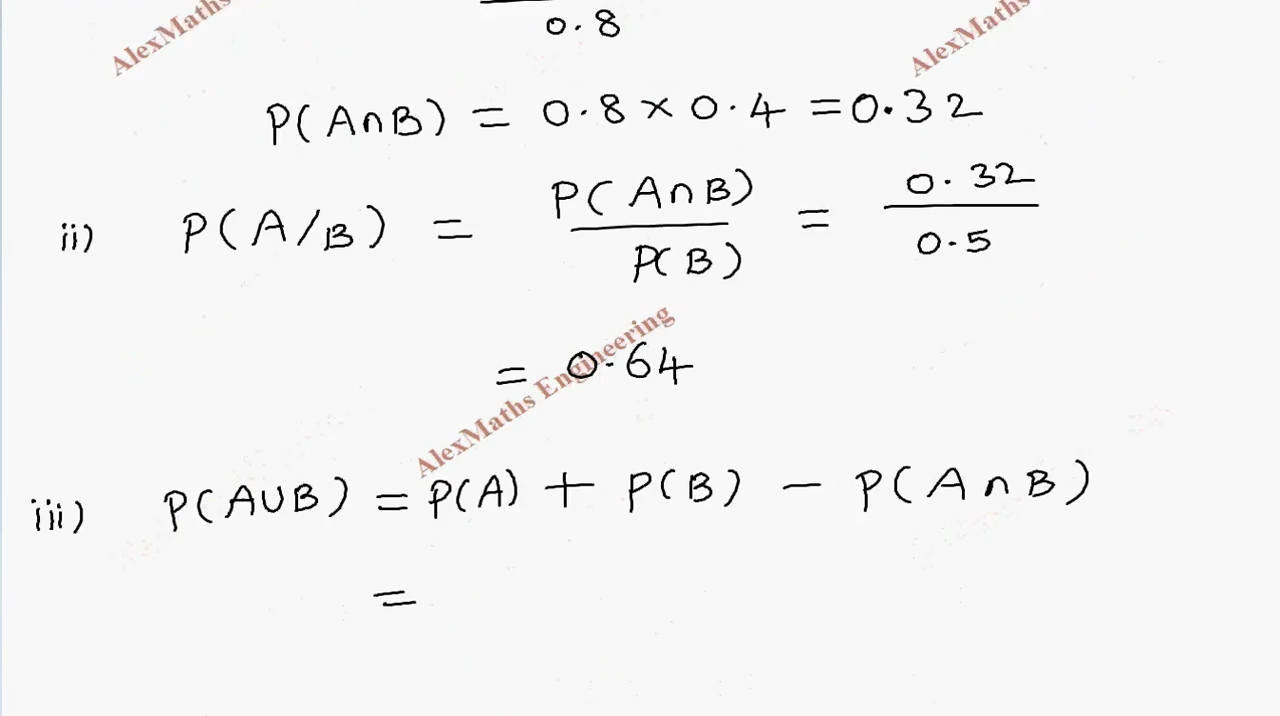 0.8
AlexMaths
AlexMaths
P(A∩B) = 0.8 × 0.4 = 0.32
ii) P(A/B) = P(A∩B) / P(B) = 0.32 / 0.5
= 0.64
AlexMaths Engineering
iii) P(A∪B) = P(A) + P(B) - P(A∩B)
=